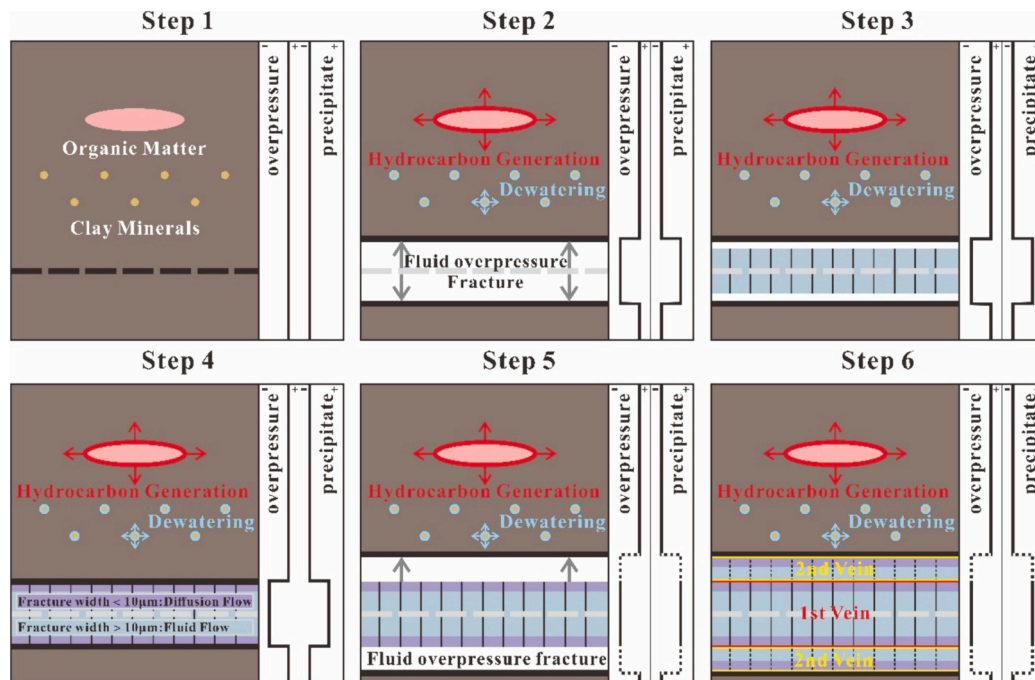 Step 1
Organic Matter
Clay Minerals
- + - +
overpressure
precipitate
Step 2
Hydrocarbon Generation
Dewatering
Fluid overpressure
Fracture
- + - +
overpressure
precipitate
Step 3
Hydrocarbon Generation
Dewatering
- + - +
overpressure
precipitate
Step 4
Hydrocarbon Generation
Dewatering
Fracture width < 10μm:Diffusion Flow
Fracture width > 10μm:Fluid Flow
- + - +
overpressure
precipitate
Step 5
Hydrocarbon Generation
Dewatering
Fluid overpressure fracture
- + - +
overpressure
precipitate
Step 6
Hydrocarbon Generation
Dewatering
2nd Vein
1st Vein
2nd Vein
- + - +
overpressure
precipitate